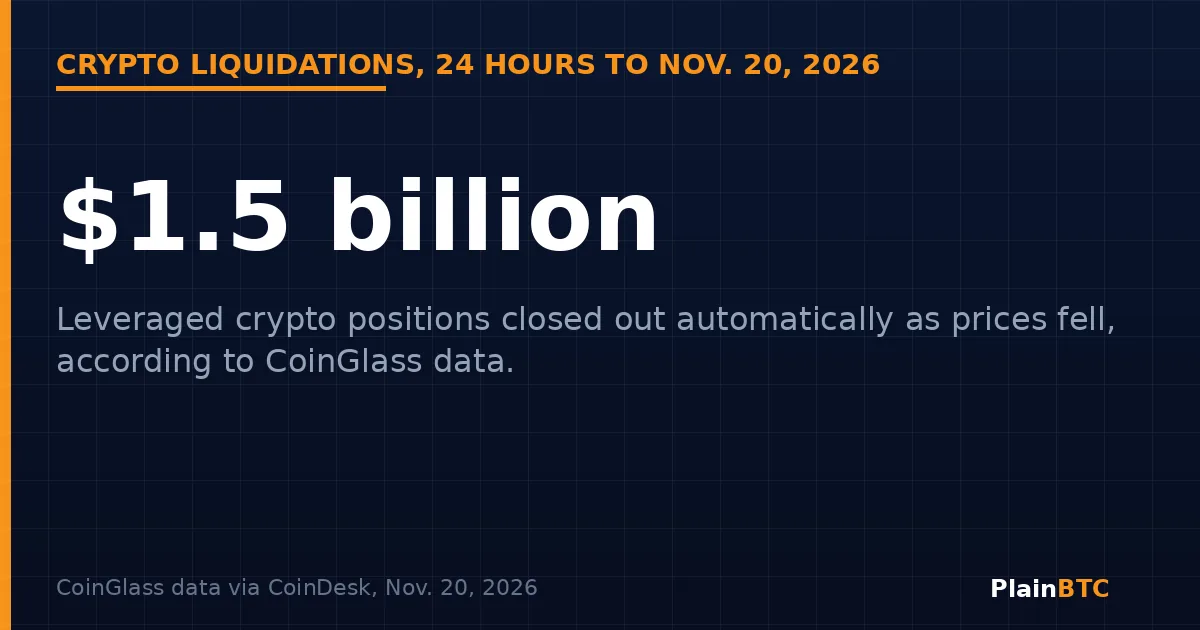 CRYPTO LIQUIDATIONS, 24 HOURS TO NOV. 20, 2026
$1.5 billion
Leveraged crypto positions closed out automatically as prices fell,
according to CoinGlass data.
CoinGlass data via CoinDesk, Nov. 20, 2026
PlainBTC